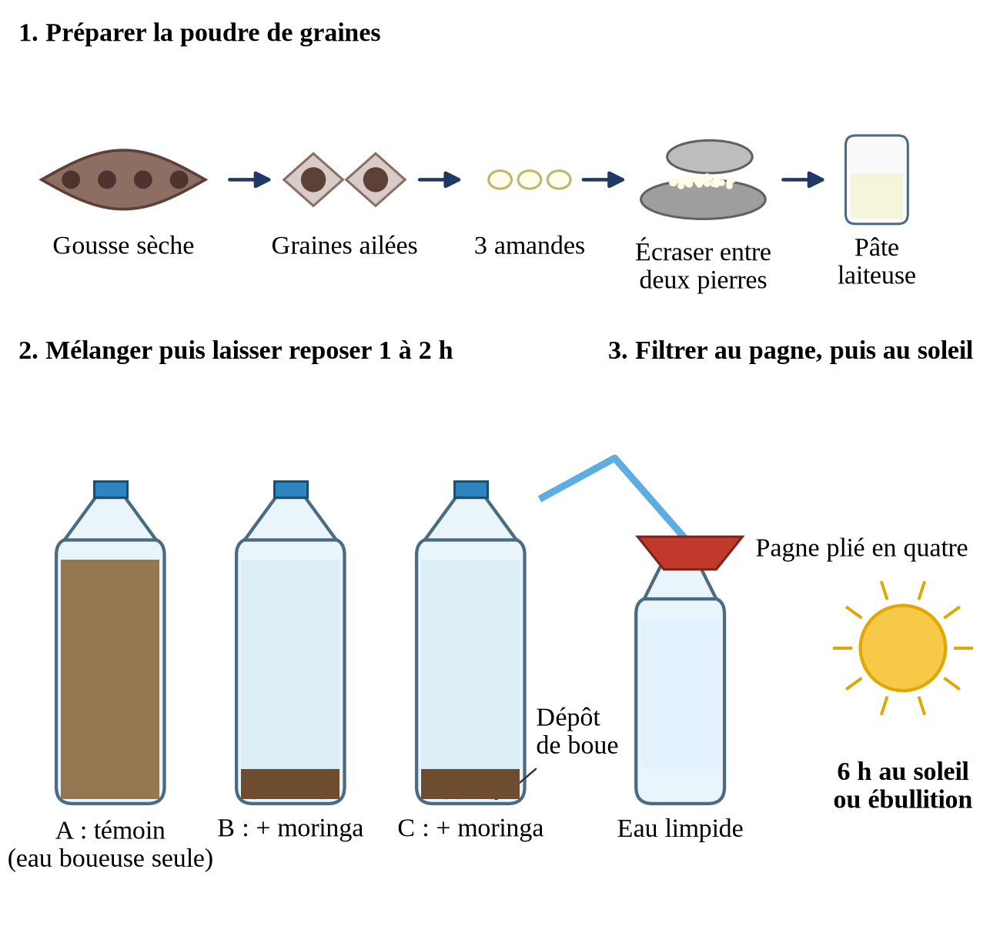 1. Préparer la poudre de graines
Gousse sèche
Graines ailées
3 amandes
Écraser entre
deux pierres
Pâte
laiteuse
2. Mélanger puis laisser reposer 1 à 2 h
3. Filtrer au pagne, puis au soleil
Pagne plié en quatre
Dépôt
de boue
6 h au soleil
ou ébullition
A : témoin
(eau boueuse seule)
B : + moringa
C : + moringa
Eau limpide